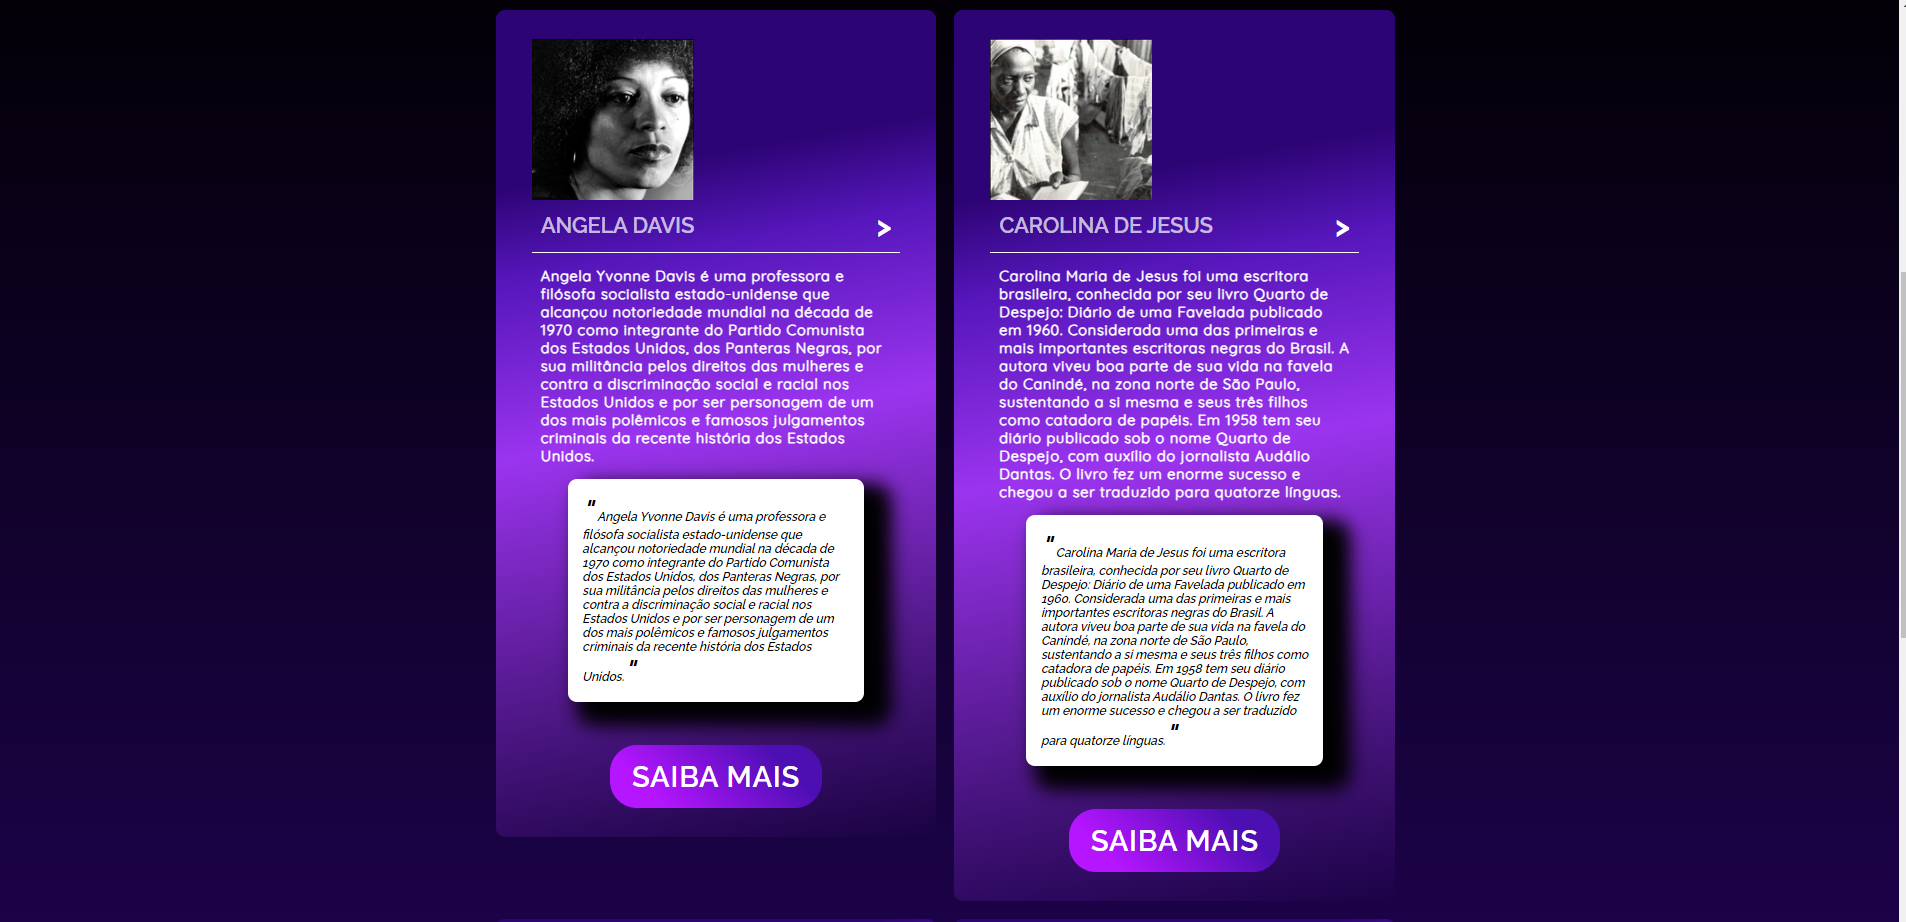 ANGELA DAVIS >
Angela Yvonne Davis é uma professora e
filósofa socialista estado-unidense que
alcançou notoriedade mundial na década de
1970 como integrante do Partido Comunista
dos Estados Unidos, dos Panteras Negras, por
sua militância pelos direitos das mulheres e
contra a discriminação social e racial nos
Estados Unidos e por ser personagem de um
dos mais polêmicos e famosos julgamentos
criminais da recente história dos Estados
Unidos.
" Angela Yvonne Davis é uma professora e
filósofa socialista estado-unidense que
alcançou notoriedade mundial na década de
1970 como integrante do Partido Comunista
dos Estados Unidos, dos Panteras Negras, por
sua militância pelos direitos das mulheres e
contra a discriminação social e racial nos
Estados Unidos e por ser personagem de um
dos mais polêmicos e famosos julgamentos
criminais da recente história dos Estados
Unidos. "
SAIBA MAIS
CAROLINA DE JESUS >
Carolina Maria de Jesus foi uma escritora
brasileira, conhecida por seu livro Quarto de
Despejo: Diário de uma Favelada publicado
em 1960. Considerada uma das primeiras e
mais importantes escritoras negras do Brasil. A
autora viveu boa parte de sua vida na favela
do Canindé, na zona norte de São Paulo,
sustentando a si mesma e seus três filhos
como catadora de papéis. Em 1958 tem seu
diário publicado sob o nome Quarto de
Despejo, com auxílio do jornalista Audálio
Dantas. O livro fez um enorme sucesso e
chegou a ser traduzido para quatorze línguas.
" Carolina Maria de Jesus foi uma escritora
brasileira, conhecida por seu livro Quarto de
Despejo: Diário de uma Favelada publicado em
1960. Considerada uma das primeiras e mais
importantes escritoras negras do Brasil. A
autora viveu boa parte de sua vida na favela do
Canindé, na zona norte de São Paulo,
sustentando a si mesma e seus três filhos como
catadora de papéis. Em 1958 tem seu diário
publicado sob o nome Quarto de Despejo, com
auxílio do jornalista Audálio Dantas. O livro fez
um enorme sucesso e chegou a ser traduzido
para quatorze línguas. "
SAIBA MAIS